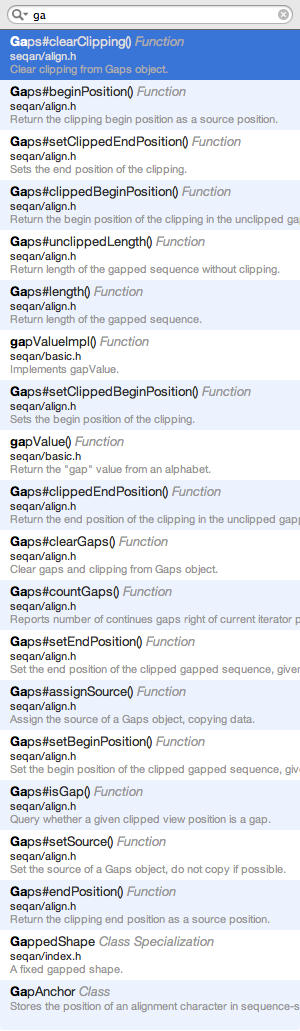 ga
Gaps#clearClipping() Function
seqan/align.h
Clear clipping from Gaps object.
Gaps#beginPosition() Function
seqan/align.h
Return the clipping begin position as a source position.
Gaps#setClippedEndPosition() Function
seqan/align.h
Sets the end position of the clipping.
Gaps#clippedBeginPosition() Function
seqan/align.h
Return the begin position of the clipping in the unclipped ga
Gaps#unclippedLength() Function
seqan/align.h
Return length of the gapped sequence without clipping.
Gaps#length() Function
seqan/align.h
Return length of the gapped sequence.
gapValueImpl() Function
seqan/basic.h
Implements gapValue.
Gaps#setClippedBeginPosition() Function
seqan/align.h
Sets the begin position of the clipping.
gapValue() Function
seqan/basic.h
Return the "gap" value from an alphabet.
Gaps#clippedEndPosition() Function
seqan/align.h
Return the end position of the clipping in the unclipped gap
Gaps#clearGaps() Function
seqan/align.h
Clear gaps and clipping from Gaps object.
Gaps#countGaps() Function
seqan/align.h
Reports number of continues gaps right of current iterator p
Gaps#setEndPosition() Function
seqan/align.h
Set the end position of the clipped gapped sequence, given
Gaps#assignSource() Function
seqan/align.h
Assign the source of a Gaps object, copying data.
Gaps#setBeginPosition() Function
seqan/align.h
Set the begin position of the clipped gapped sequence, giv
Gaps#isGap() Function
seqan/align.h
Query whether a given clipped view position is a gap.
Gaps#setSource() Function
seqan/align.h
Set the source of a Gaps object, do not copy if possible.
Gaps#endPosition() Function
seqan/align.h
Return the clipping end position as a source position.
GappedShape Class Specialization
seqan/index.h
A fixed gapped shape.
GapAnchor Class
Stores the position of an alignment character in sequence-s